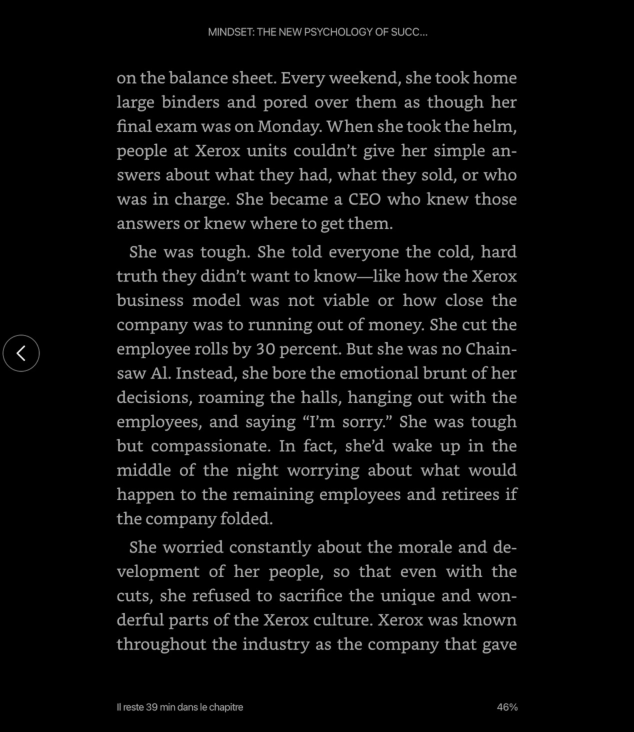 MINDSET: THE NEW PSYCHOLOGY OF SUCC...
on the balance sheet. Every weekend, she took home
large binders and pored over them as though her
final exam was on Monday. When she took the helm,
people at Xerox units couldn’t give her simple an-
swers about what they had, what they sold, or who
was in charge. She became a CEO who knew those
answers or knew where to get them.
She was tough. She told everyone the cold, hard
truth they didn’t want to know—like how the Xerox
business model was not viable or how close the
company was to running out of money. She cut the
employee rolls by 30 percent. But she was no Chain-
saw Al. Instead, she bore the emotional brunt of her
decisions, roaming the halls, hanging out with the
employees, and saying “I’m sorry.” She was tough
but compassionate. In fact, she’d wake up in the
middle of the night worrying about what would
happen to the remaining employees and retirees if
the company folded.
She worried constantly about the morale and de-
velopment of her people, so that even with the
cuts, she refused to sacrifice the unique and won-
derful parts of the Xerox culture. Xerox was known
throughout the industry as the company that gave
Il reste 39 min dans le chapitre
46%